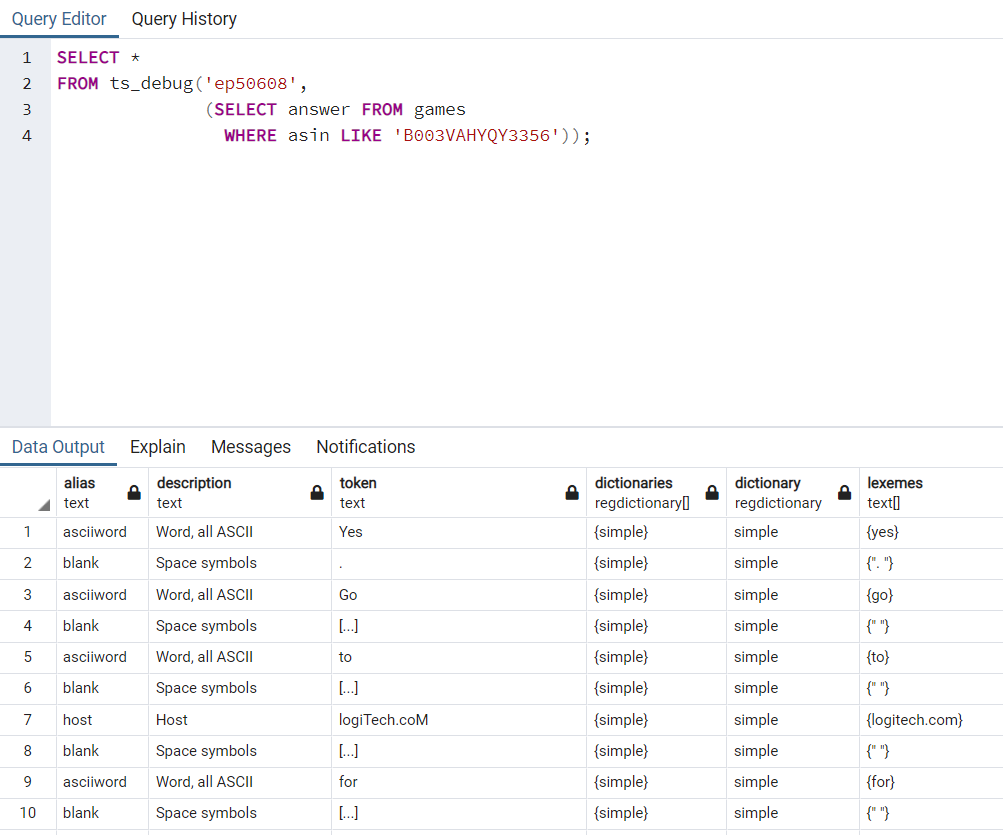 Query Editor Query History
1 SELECT *
2 FROM ts_debug('ep50608',
3 (SELECT answer FROM games
4 WHERE asin LIKE 'B003VAHYQY3356'));
Data Output Explain Messages Notifications
alias description token dictionaries dictionary lexemes
text text text regdictionary[] regdictionary text[]
1 asciiword Word, all ASCII Yes {simple} simple {yes}
2 blank Space symbols . {simple} simple {". "}
3 asciiword Word, all ASCII Go {simple} simple {go}
4 blank Space symbols [...] {simple} simple {" "}
5 asciiword Word, all ASCII to {simple} simple {to}
6 blank Space symbols [...] {simple} simple {" "}
7 host Host logiTech.coM {simple} simple {logitech.com}
8 blank Space symbols [...] {simple} simple {" "}
9 asciiword Word, all ASCII for {simple} simple {for}
10 blank Space symbols [...] {simple} simple {" "}